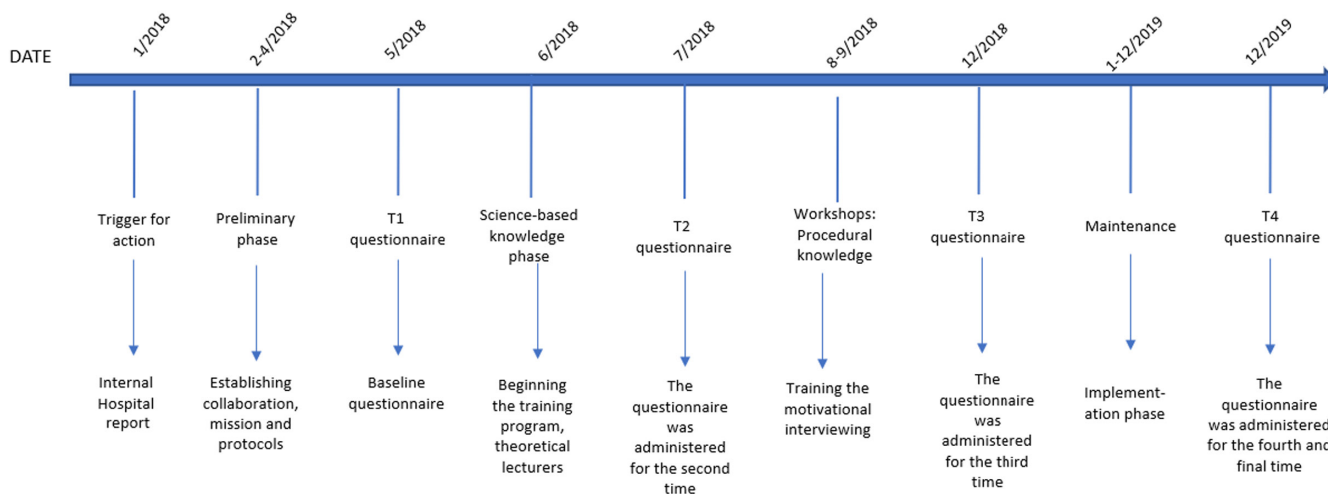 DATE
1/2018
2-4/2018
5/2018
6/2018
7/2018
8-9/2018
12/2018
1-12/2019
12/2019
Trigger for
action
Preliminary
phase
T1
questionnaire
Science-based
knowledge
phase
T2
questionnaire
Workshops:
Procedural
knowledge
T3
questionnaire
Maintenance
T4
questionnaire
Internal
Hospital
report
Establishing
collaboration,
mission and
protocols
Baseline
questionnaire
Beginning
the training
program,
theoretical
lecturers
The
questionnaire
was
administered
for the second
time
Training the
motivational
interviewing
The
questionnaire
was
administered
for the third
time
Implement-
ation phase
The
questionnaire
was administered
for the fourth and
final time